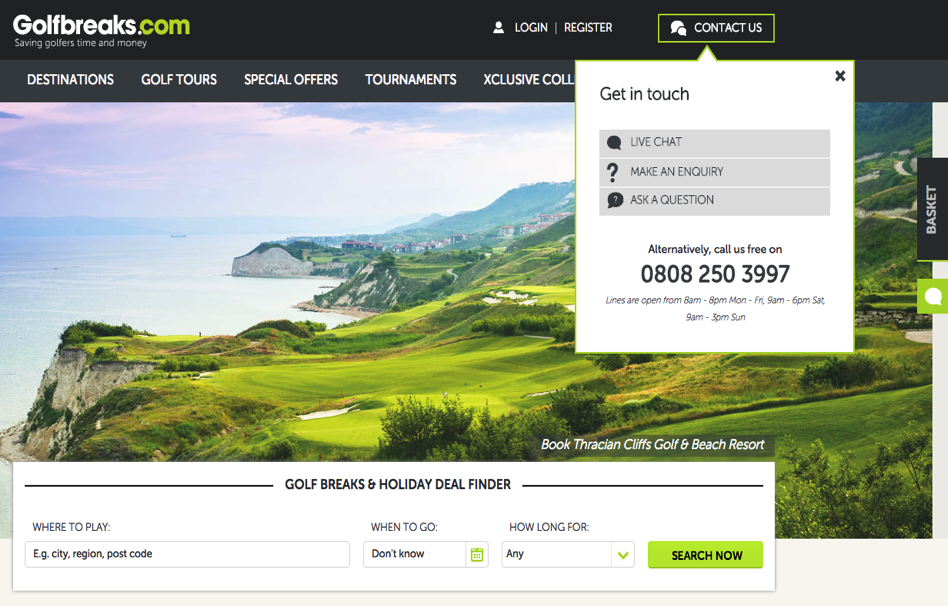 Golfbreaks.com
Saving golfers time and money
LOGIN | REGISTER
CONTACT US
DESTINATIONS GOLF TOURS SPECIAL OFFERS TOURNAMENTS XCLUSIVE COLL
Get in touch
LIVE CHAT
MAKE AN ENQUIRY
ASK A QUESTION
Alternatively, call us free on
0808 250 3997
Lines are open from 8am - 8pm Mon - Fri, 9am - 6pm Sat,
9am - 3pm Sun
BASKET
Book Thracian Cliffs Golf & Beach Resort
GOLF BREAKS & HOLIDAY DEAL FINDER
WHERE TO PLAY: WHEN TO GO: HOW LONG FOR:
E.g. city, region, post code Don't know Any SEARCH NOW